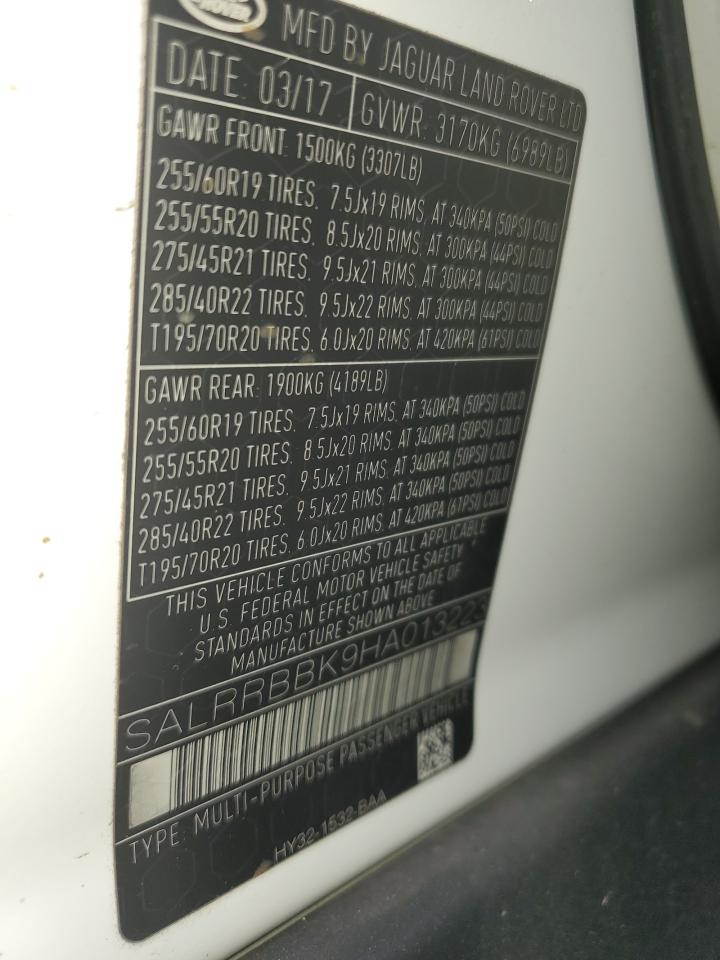 ROVER
MFD BY JAGUAR LAND ROVER LTD
DATE: 03/17 GVWR: 3170KG (6989LB)
GAWR FRONT: 1500KG (3307LB)
255/60R19 TIRES, 7.5Jx19 RIMS, AT 340KPA (50PSI) COLD
255/55R20 TIRES, 8.5Jx20 RIMS, AT 300KPA (44PSI) COLD
275/45R21 TIRES, 9.5Jx21 RIMS, AT 300KPA (44PSI) COLD
285/40R22 TIRES, 9.5Jx22 RIMS, AT 300KPA (44PSI) COLD
T195/70R20 TIRES, 6.0Jx20 RIMS, AT 420KPA (61PSI) COLD
GAWR REAR: 1900KG (4189LB)
255/60R19 TIRES, 7.5Jx19 RIMS, AT 340KPA (50PSI) COLD
255/55R20 TIRES, 8.5Jx20 RIMS, AT 340KPA (50PSI) COLD
275/45R21 TIRES, 9.5Jx21 RIMS, AT 340KPA (50PSI) COLD
285/40R22 TIRES, 9.5Jx22 RIMS, AT 340KPA (50PSI) COLD
T195/70R20 TIRES, 6.0Jx20 RIMS, AT 420KPA (61PSI) COLD
THIS VEHICLE CONFORMS TO ALL APPLICABLE
U.S. FEDERAL MOTOR VEHICLE SAFETY
STANDARDS IN EFFECT ON THE DATE OF
MANUFACTURE SHOWN ABOVE
SALRRBBK9HA013223
TYPE: MULTI-PURPOSE PASSENGER VEHICLE
HY32-1532-BAA